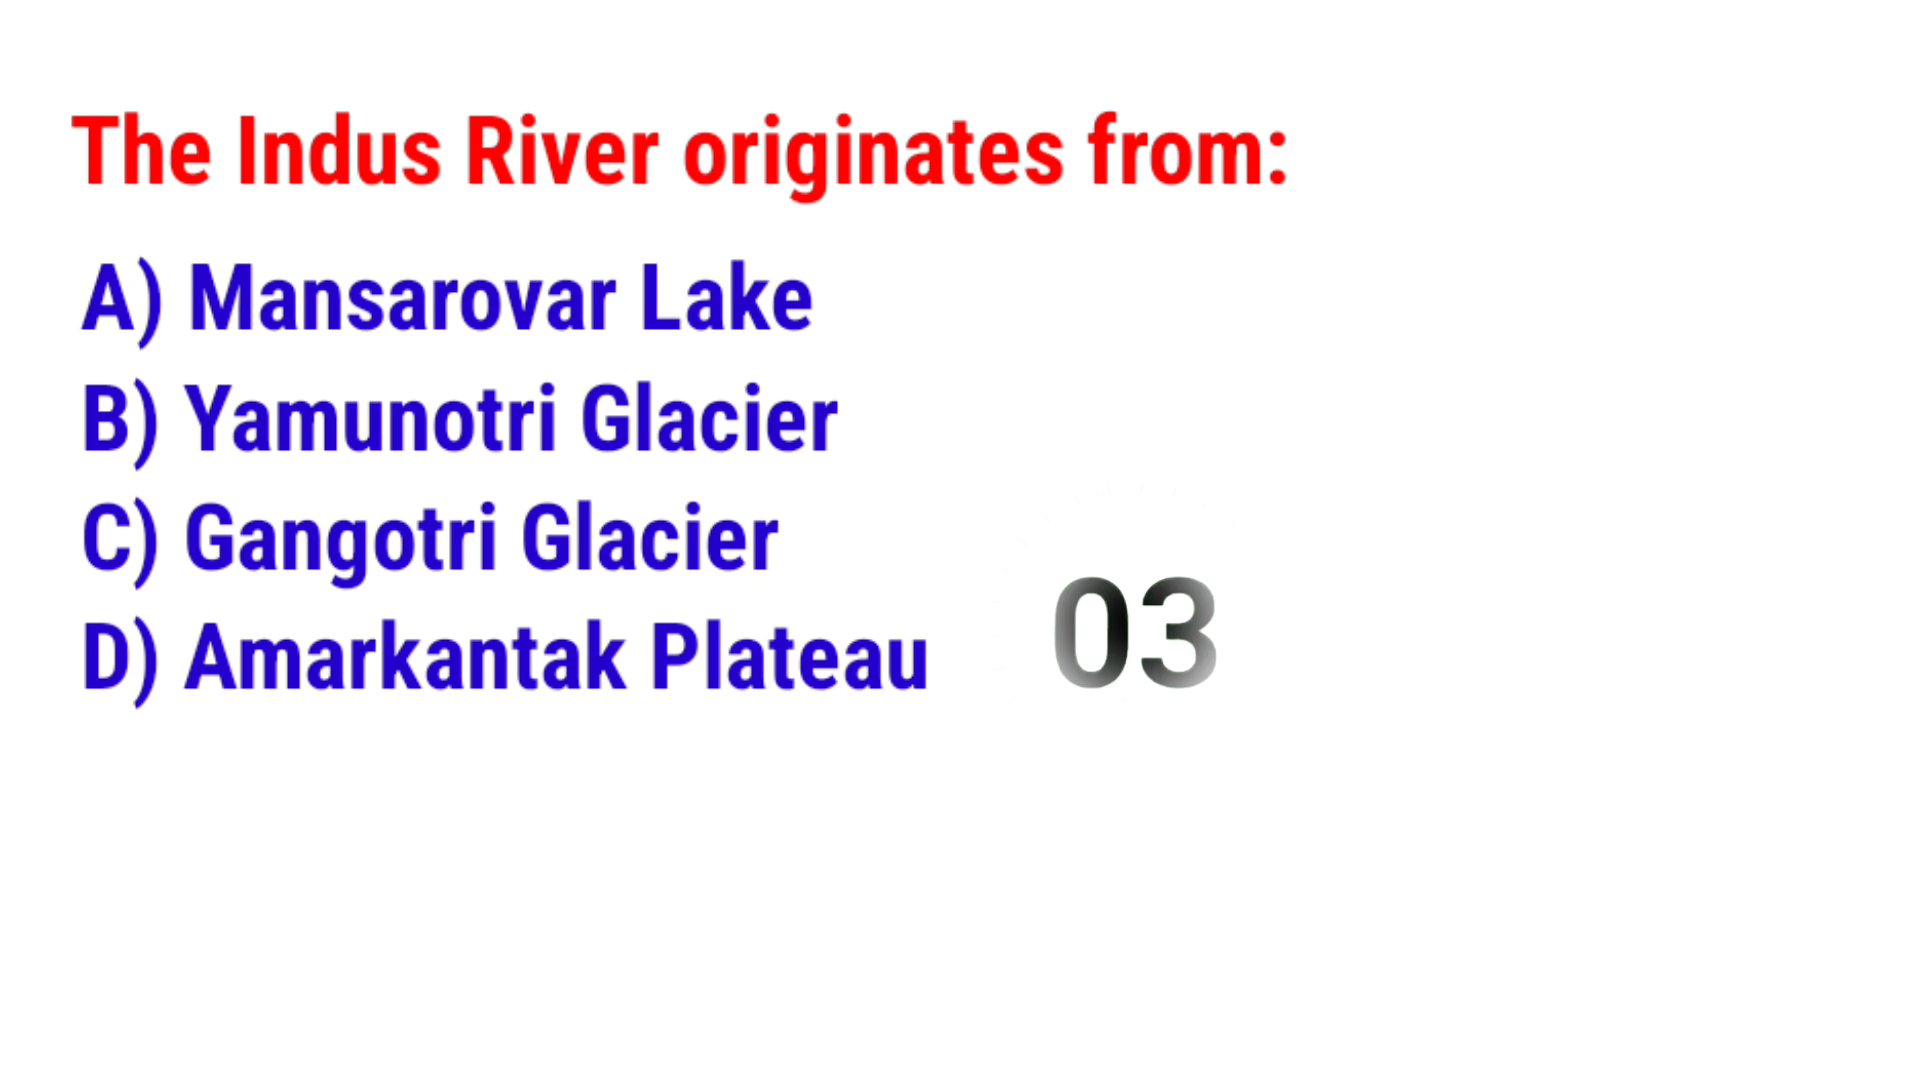 The Indus River originates from:
A) Mansarovar Lake
B) Yamunotri Glacier
C) Gangotri Glacier
D) Amarkantak Plateau
03